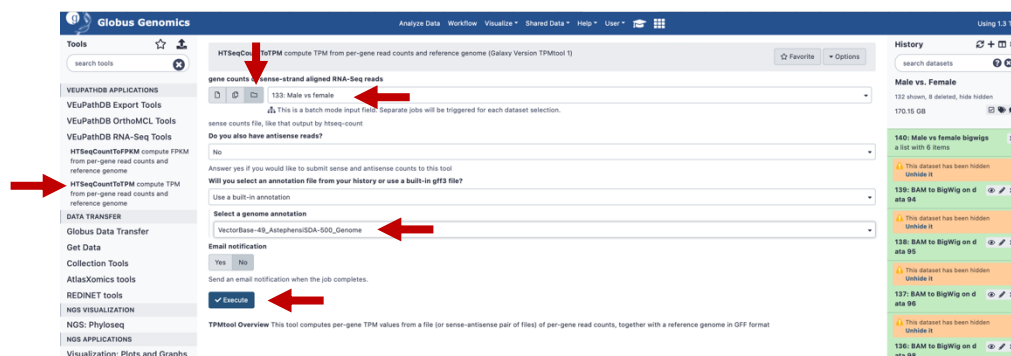 Globus Genomics
Analyze Data Workflow Visualize Shared Data Help User
Using 1.3 T
Tools
search tools
VEUPATHDB APPLICATIONS
VEuPathDB Export Tools
VEuPathDB OrthoMCL Tools
VEuPathDB RNA-Seq Tools
HTSeqCountToFPKM compute FPKM
from per-gene read counts and
reference genome
HTSeqCountToTPM compute TPM
from per-gene read counts and
reference genome
DATA TRANSFER
Globus Data Transfer
Get Data
Collection Tools
AtlasXomics tools
REDINET tools
NGS VISUALIZATION
NGS: Phyloseq
NGS APPLICATIONS
Visualization: Plots and Graphs
HTSeqCountToTPM compute TPM from per-gene read counts and reference genome (Galaxy Version TPMtool 1)
Favorite
Options
gene counts sense-strand aligned RNA-Seq reads
133: Male vs female
This is a batch mode input field. Separate jobs will be triggered for each dataset selection.
sense counts file, like that output by htseq-count
Do you also have antisense reads?
No
Answer yes if you would like to submit sense and antisense counts to this tool
Will you select an annotation file from your history or use a built-in gff3 file?
Use a built-in annotation
Select a genome annotation
VectorBase-49_AstephensiSDA-500_Genome
Email notification
Yes No
Send an email notification when the job completes.
Execute
TPMtool Overview This tool computes per-gene TPM values from a file (or sense-antisense pair of files) of per-gene read counts, together with a reference genome in GFF format
History
search datasets
Male vs. Female
132 shown, 8 deleted, hide hidden
170.15 GB
140: Male vs female bigwigs
a list with 6 items
This dataset has been hidden
Unhide it
139: BAM to BigWig on d
ata 94
This dataset has been hidden
Unhide it
138: BAM to BigWig on d
ata 95
This dataset has been hidden
Unhide it
137: BAM to BigWig on d
ata 96
This dataset has been hidden
Unhide it
136: BAM to BigWig on d
ata 98